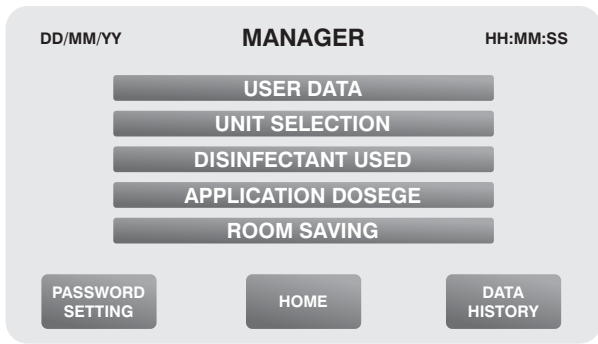 DD/MM/YY MANAGER HH:MM:SS
USER DATA
UNIT SELECTION
DISINFECTANT USED
APPLICATION DOSEGE
ROOM SAVING
PASSWORD
SETTING
HOME
DATA
HISTORY